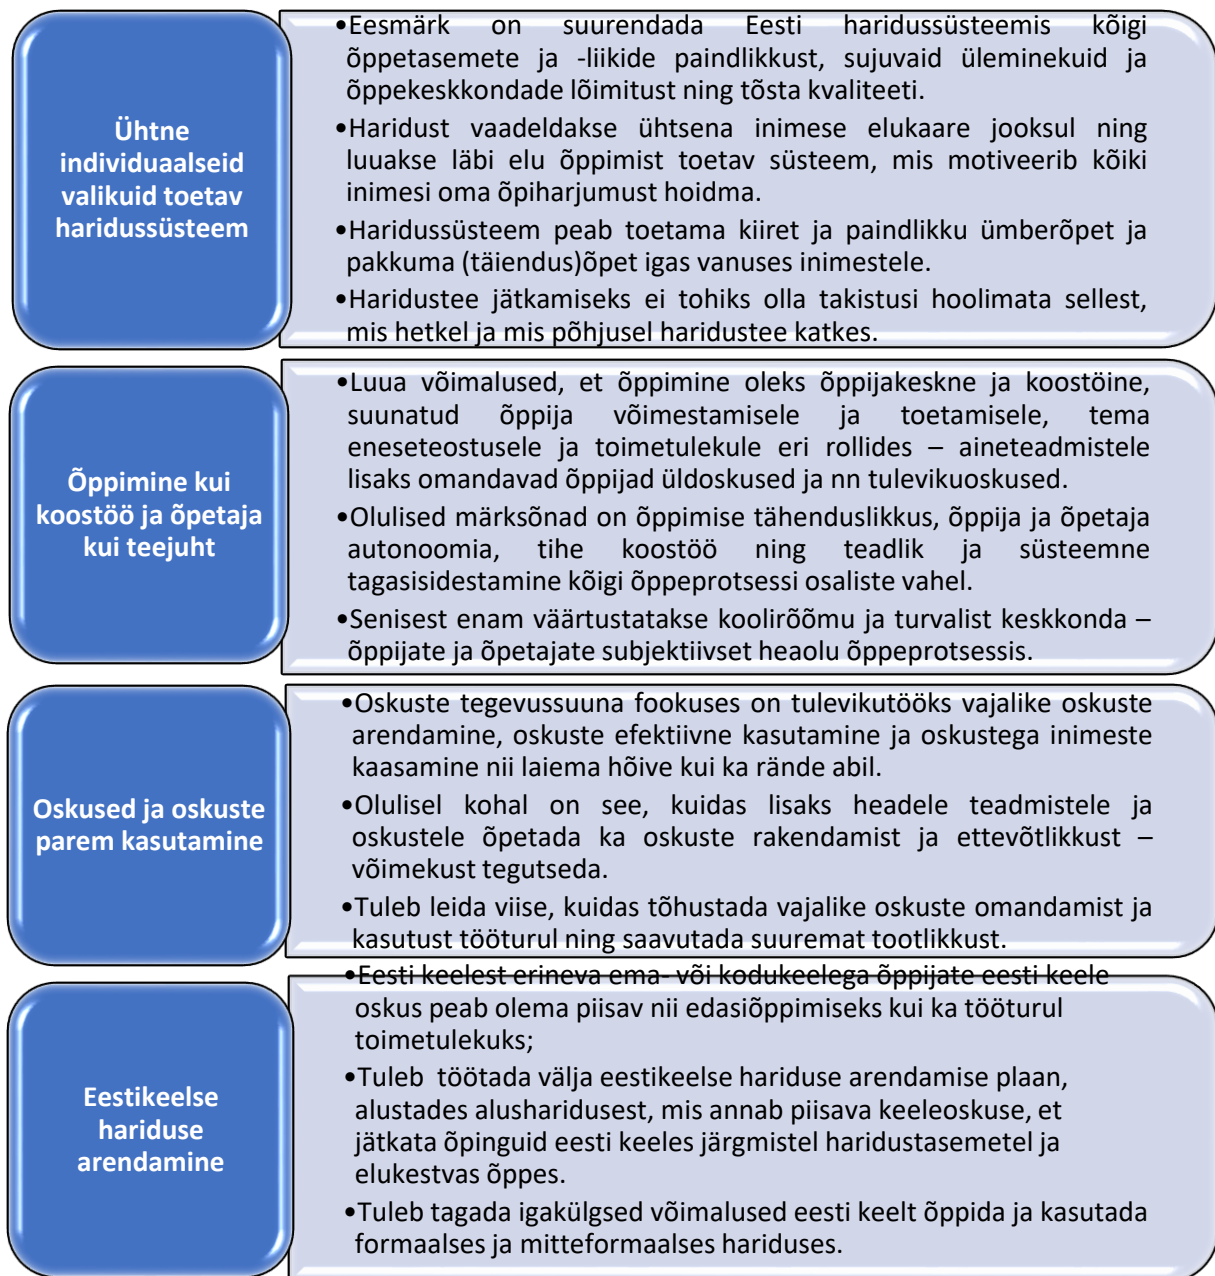 Ühtne
individuaalseid
valikuid toetav
haridussüsteem
•Eesmärk on suurendada Eesti haridussüsteemis kõigi
õppetasemete ja -liikide paindlikkust, sujuvaid üleminekuid ja
õppekeskkondade lõimitust ning tõsta kvaliteeti.
•Haridust vaadeldakse ühtsena inimese elukaare jooksul ning
luuakse läbi elu õppimist toetav süsteem, mis motiveerib kõiki
inimesi oma õpiharjumust hoidma.
•Haridussüsteem peab toetama kiiret ja paindlikku ümberõpet ja
pakkuma (täiendus)õpet igas vanuses inimestele.
•Haridustee jätkamiseks ei tohiks olla takistusi hoolimata sellest,
mis hetkel ja mis põhjusel haridustee katkes.
Õppimine kui
koostöö ja õpetaja
kui teejuht
•Luua võimalused, et õppimine oleks õppijakeskne ja koostöine,
suunatud õppija võimestamisele ja toetamisele, tema
eneseteostusele ja toimetulekule eri rollides – aineteadmistele
lisaks omandavad õppijad üldoskused ja nn tulevikuoskused.
•Olulised märksõnad on õppimise tähenduslikkus, õppija ja õpetaja
autonoomia, tihe koostöö ning teadlik ja süsteemne
tagasisidestamine kõigi õppeprotsessi osaliste vahel.
•Senisest enam väärtustatakse koolirõõmu ja turvalist keskkonda –
õppijate ja õpetajate subjektiivset heaolu õppeprotsessis.
Oskused ja oskuste
parem kasutamine
•Oskuste tegevussuuna fookuses on tulevikutööks vajalike oskuste
arendamine, oskuste efektiivne kasutamine ja oskustega inimeste
kaasamine nii laiema hõive kui ka rände abil.
•Olulisel kohal on see, kuidas lisaks headele teadmistele ja
oskustele õpetada ka oskuste rakendamist ja ettevõtlikkust –
võimekust tegutseda.
•Tuleb leida viise, kuidas tõhustada vajalike oskuste omandamist ja
kasutust tööturul ning saavutada suuremat tootlikkust.
Eestikeelse
hariduse
arendamine
•Eesti keelest erineva ema- või kodukeelega õppijate eesti keele
oskus peab olema piisav nii edasiõppimiseks kui ka tööturul
toimetulekuks;
•Tuleb töötada välja eestikeelse hariduse arendamise plaan,
alustades alusharidusest, mis annab piisava keeleoskuse, et
jätkata õpinguid eesti keeles järgmistel haridustasemetel ja
elukestvas õppes.
•Tuleb tagada igakülgsed võimalused eesti keelt õppida ja kasutada
formaalses ja mitteformaalses hariduses.